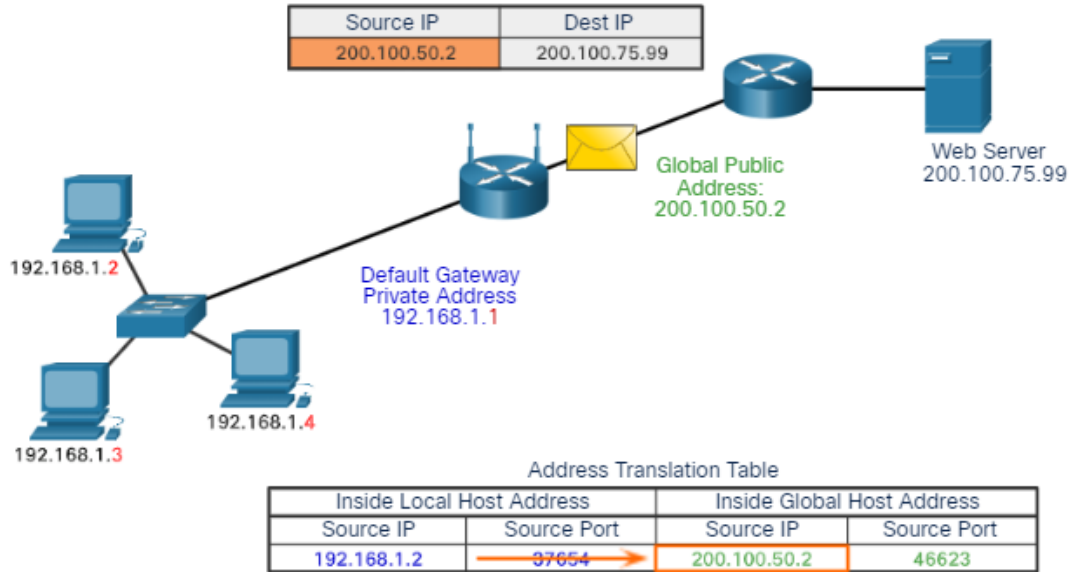 Source IP Dest IP
200.100.50.2 200.100.75.99
Web Server
200.100.75.99
Global Public
Address:
200.100.50.2
192.168.1.2
Default Gateway
Private Address
192.168.1.1
192.168.1.4
192.168.1.3
Address Translation Table
Inside Local Host Address Inside Global Host Address
Source IP Source Port Source IP Source Port
192.168.1.2 37654 200.100.50.2 46623